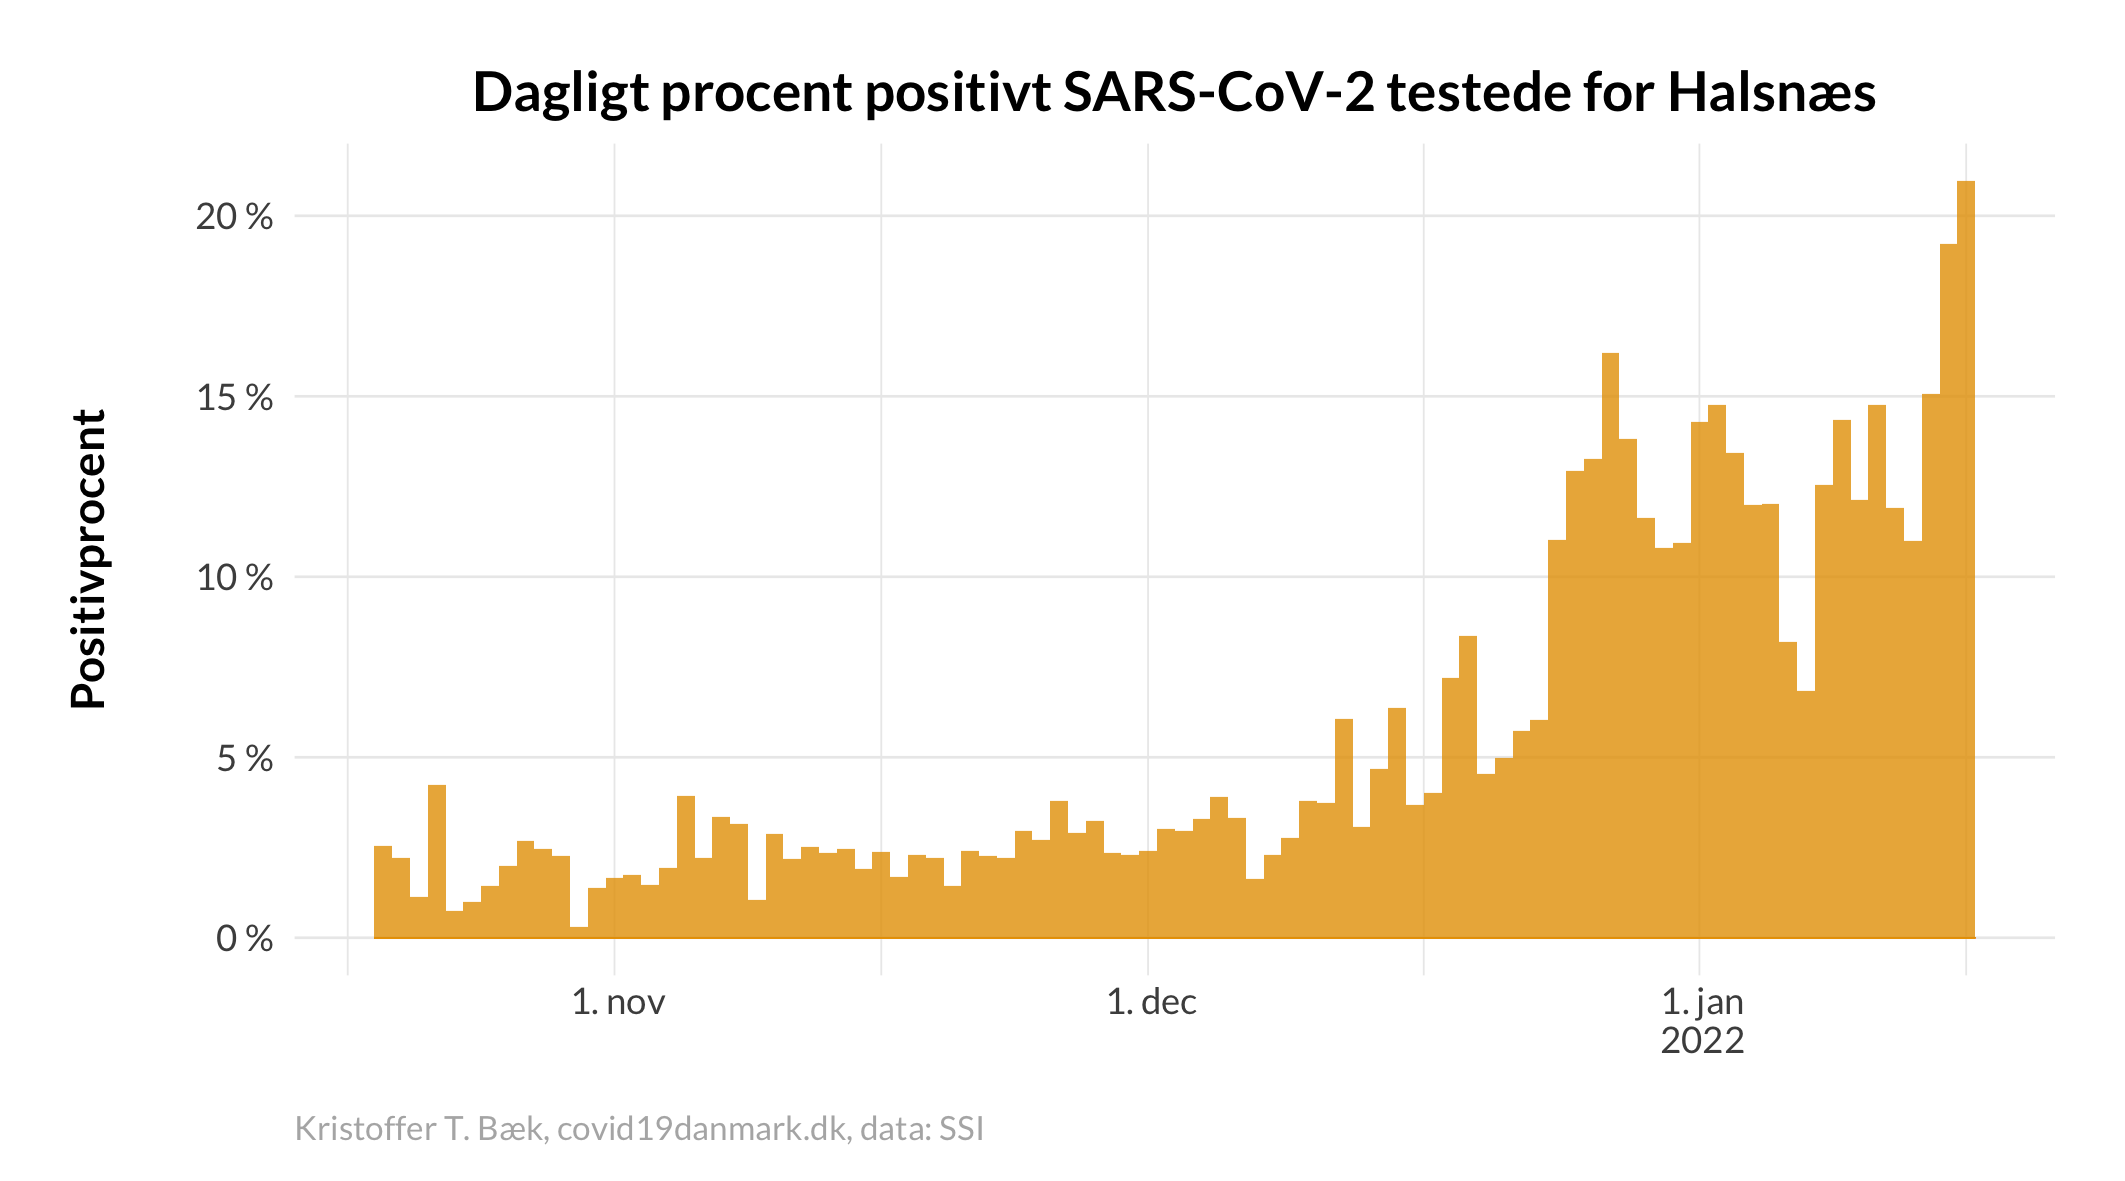 Dagligt procent positivt SARS-CoV-2 testede for Halsnæs
Positivprocent
20 %
15 %
10 %
5 %
0 %
1. nov
1. dec
1. jan
2022
Kristoffer T. Bæk, covid19danmark.dk, data: SSI